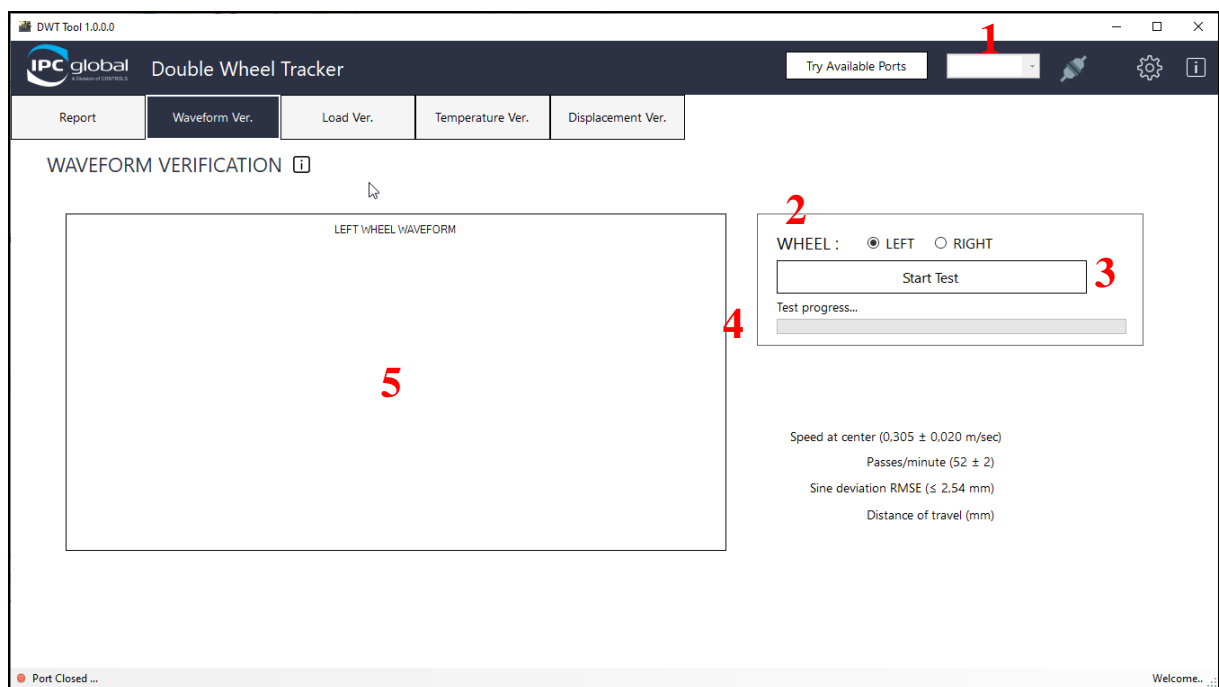 DWT Tool 1.0.0.0
1
IPC global
A Division of CONTROLS
Double Wheel Tracker
Try Available Ports
Report
Waveform Ver.
Load Ver.
Temperature Ver.
Displacement Ver.
WAVEFORM VERIFICATION
LEFT WHEEL WAVEFORM
2
WHEEL :
LEFT
RIGHT
Start Test
3
Test progress...
4
5
Speed at center (0,305 ± 0,020 m/sec)
Passes/minute (52 ± 2)
Sine deviation RMSE (≤ 2,54 mm)
Distance of travel (mm)
Port Closed ...
Welcome..